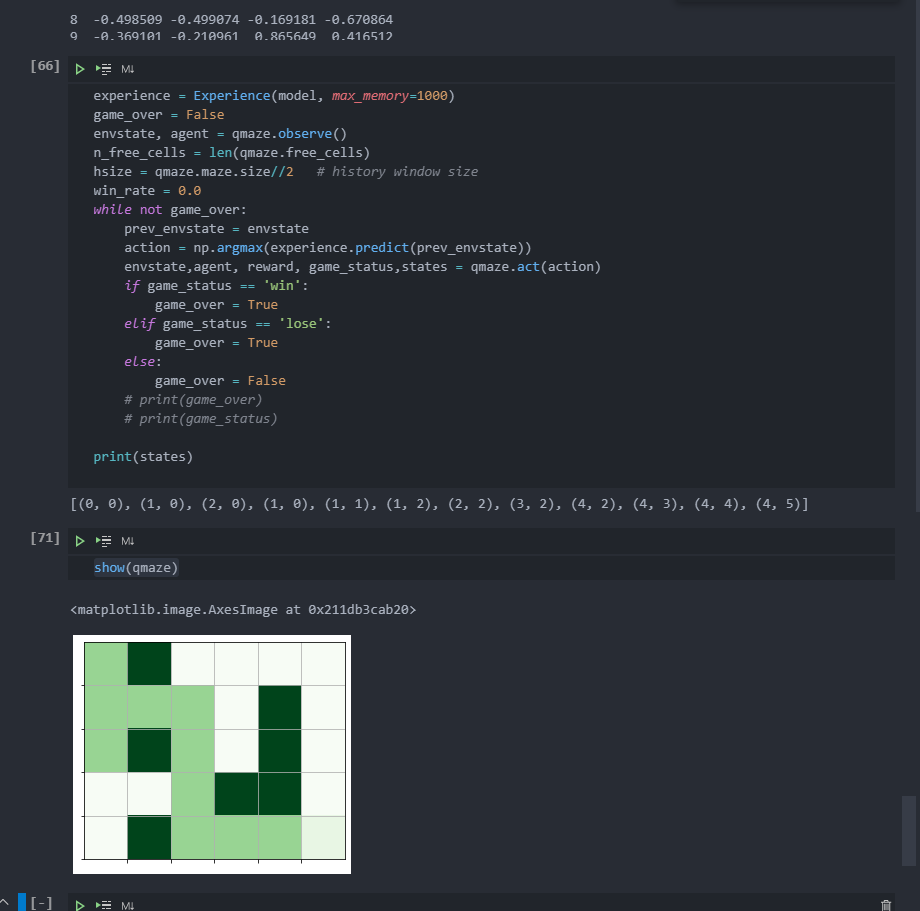 8 -0.498509 -0.499074 -0.169181 -0.670864
9 -0.369101 -0.210961 0.865649 0.416512
[66]
M↓
experience = Experience(model, max_memory=1000)
game_over = False
envstate, agent = qmaze.observe()
n_free_cells = len(qmaze.free_cells)
hsize = qmaze.maze.size//2 # history window size
win_rate = 0.0
while not game_over:
prev_envstate = envstate
action = np.argmax(experience.predict(prev_envstate))
envstate,agent, reward, game_status,states = qmaze.act(action)
if game_status == 'win':
game_over = True
elif game_status == 'lose':
game_over = True
else:
game_over = False
# print(game_over)
# print(game_status)
print(states)
[(0, 0), (1, 0), (2, 0), (1, 0), (1, 1), (1, 2), (2, 2), (3, 2), (4, 2), (4, 3), (4, 4), (4, 5)]
[71]
M↓
show(qmaze)
<matplotlib.image.AxesImage at 0x211db3cab20>
[-]
M↓